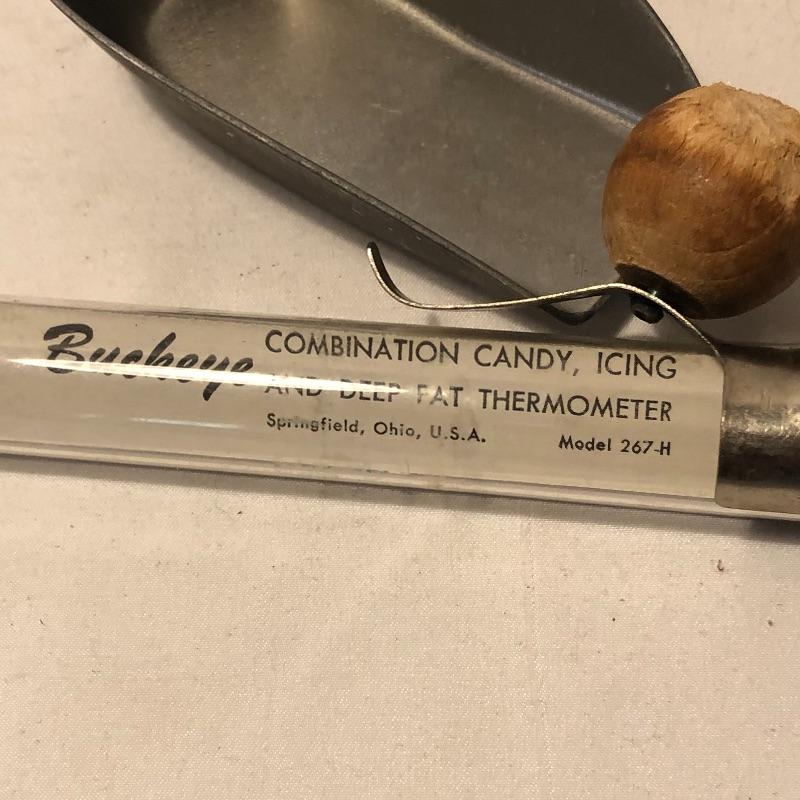 Buckeye
COMBINATION CANDY, ICING
AND DEEP FAT THERMOMETER
Springfield, Ohio, U.S.A.
Model 267-H